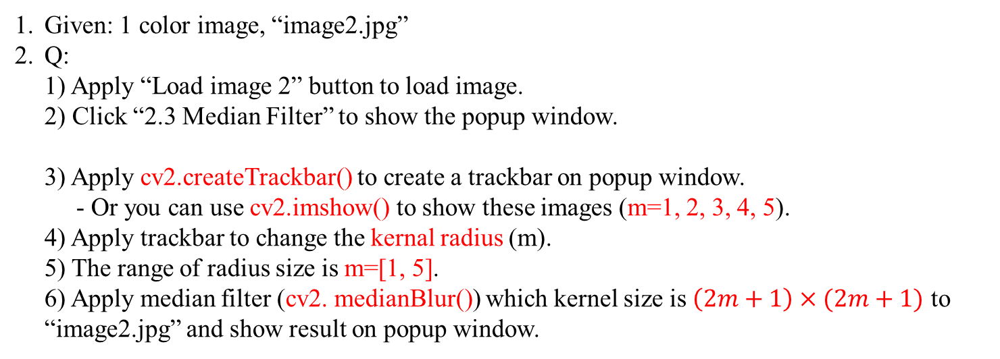 1. Given: 1 color image, “image2.jpg”
2. Q:
1) Apply “Load image 2” button to load image.
2) Click “2.3 Median Filter” to show the popup window.
3) Apply cv2.createTrackbar() to create a trackbar on popup window.
- Or you can use cv2.imshow() to show these images (m=1, 2, 3, 4, 5).
4) Apply trackbar to change the kernal radius (m).
5) The range of radius size is m=[1, 5].
6) Apply median filter (cv2. medianBlur()) which kernel size is (2m + 1) × (2m + 1) to
“image2.jpg” and show result on popup window.